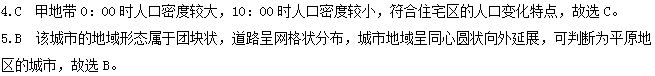 4.C 甲地带0:00时人口密度较大，10:00时人口密度较小，符合住宅区的人口变化特点，故选C。
5.B 该城市的地域形态属于团块状，道路呈网格状分布，城市地域呈同心圆状向外延展，可判断为平原地
区的城市，故选B。